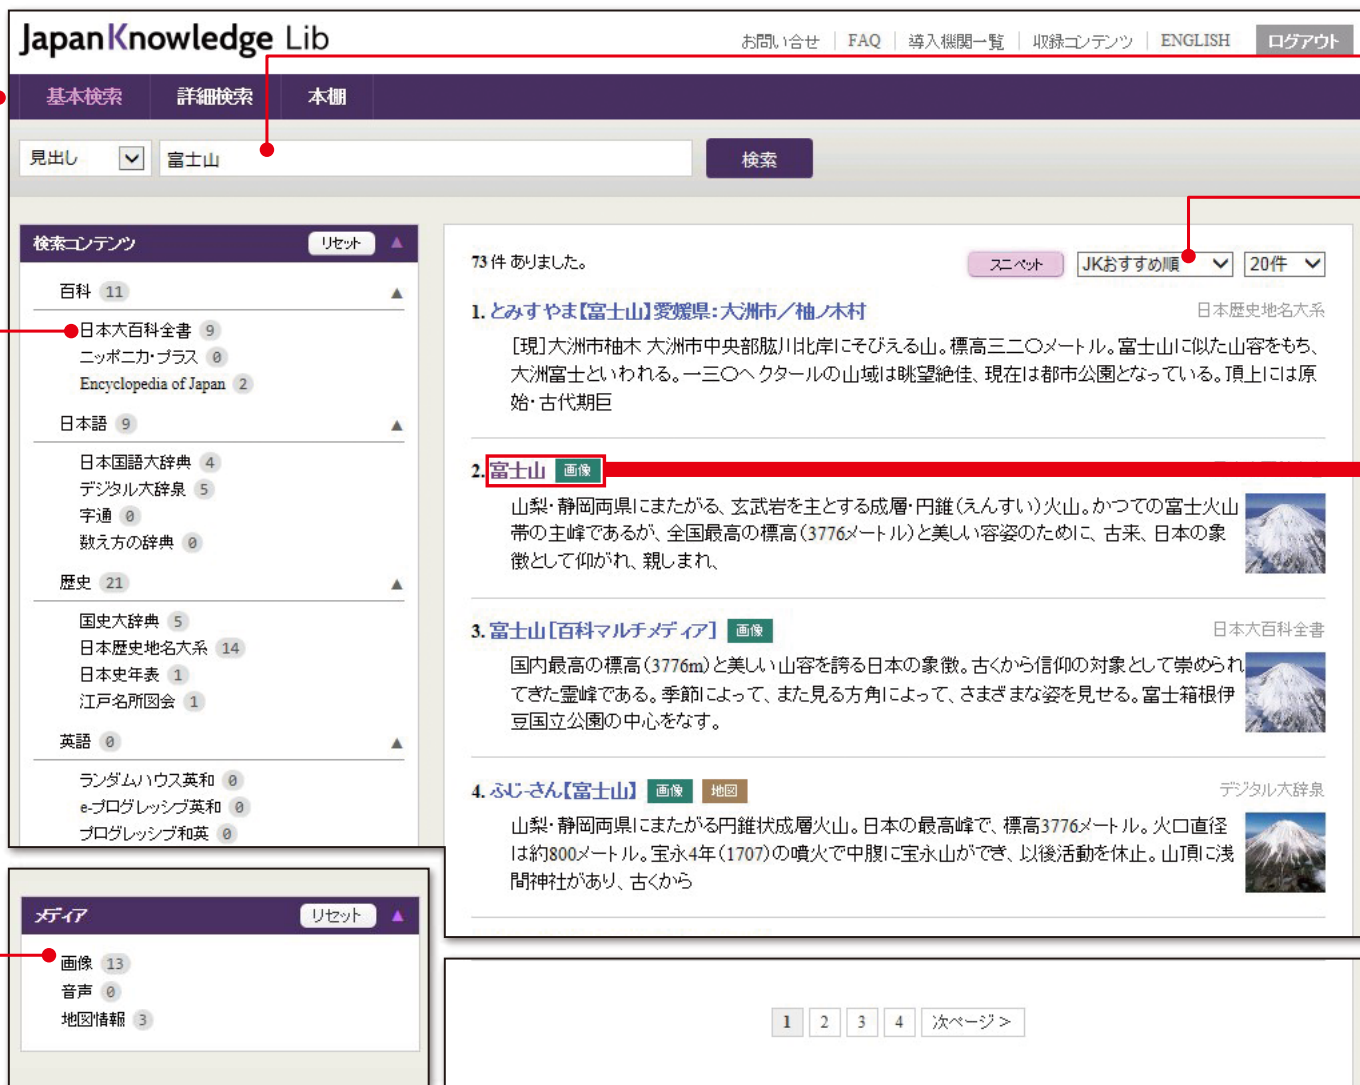 JapanKnowledge Lib
お問い合せ | FAQ | 導入機関一覧 | 収録コンテンツ | ENGLISH ログアウト
基本検索 詳細検索 本棚
見出し 富士山 検索
検索コンテンツ リセット ▲
百科 11 ▲
日本大百科全書 9
ニッポニカ・プラス 0
Encyclopedia of Japan 2
日本語 9 ▲
日本国語大辞典 4
デジタル大辞泉 5
字通 0
数え方の辞典 0
歴史 21 ▲
国史大辞典 5
日本歴史地名大系 14
日本史年表 1
江戸名所図会 1
英語 0 ▲
ランダムハウス英和 0
e-プログレッシブ英和 0
プログレッシブ和英 0
メディア リセット ▲
画像 13
音声 0
地図情報 3
73件ありました。 スニペット JKおすすめ順 20件
1. とみすやま【富士山】愛媛県:大洲市/柚ノ木村 日本歴史地名大系
[現]大洲市柚木 大洲市中央部肱川北岸にそびえる山。標高三二〇メートル。富士山に似た山容をもち、
大洲富士といわれる。一三〇ヘクタールの山域は眺望絶佳、現在は都市公園となっている。頂上には原
始・古代期巨
2. 富士山 画像
山梨・静岡両県にまたがる、玄武岩を主とする成層・円錐(えんすい)火山。かつての富士火山
帯の主峰であるが、全国最高の標高(3776メートル)と美しい容姿のために、古来、日本の象
徴として仰がれ、親しまれ、
3. 富士山[百科マルチメディア] 画像 日本大百科全書
国内最高の標高(3776m)と美しい山容を誇る日本の象徴。古くから信仰の対象として崇められ
てきた霊峰である。季節によって、また見る方角によって、さまざまな姿を見せる。富士箱根伊
豆国立公園の中心をなす。
4. ふじ‐さん【富士山】 画像 地図 デジタル大辞泉
山梨・静岡両県にまたがる円錐状成層火山。日本の最高峰で、標高3776メートル。火口直径
は約800メートル。宝永4年(1707)の噴火で中腹に宝永山ができ、以後活動を休止。山頂に浅
間神社があり、古くから
1 2 3 4 次ページ >